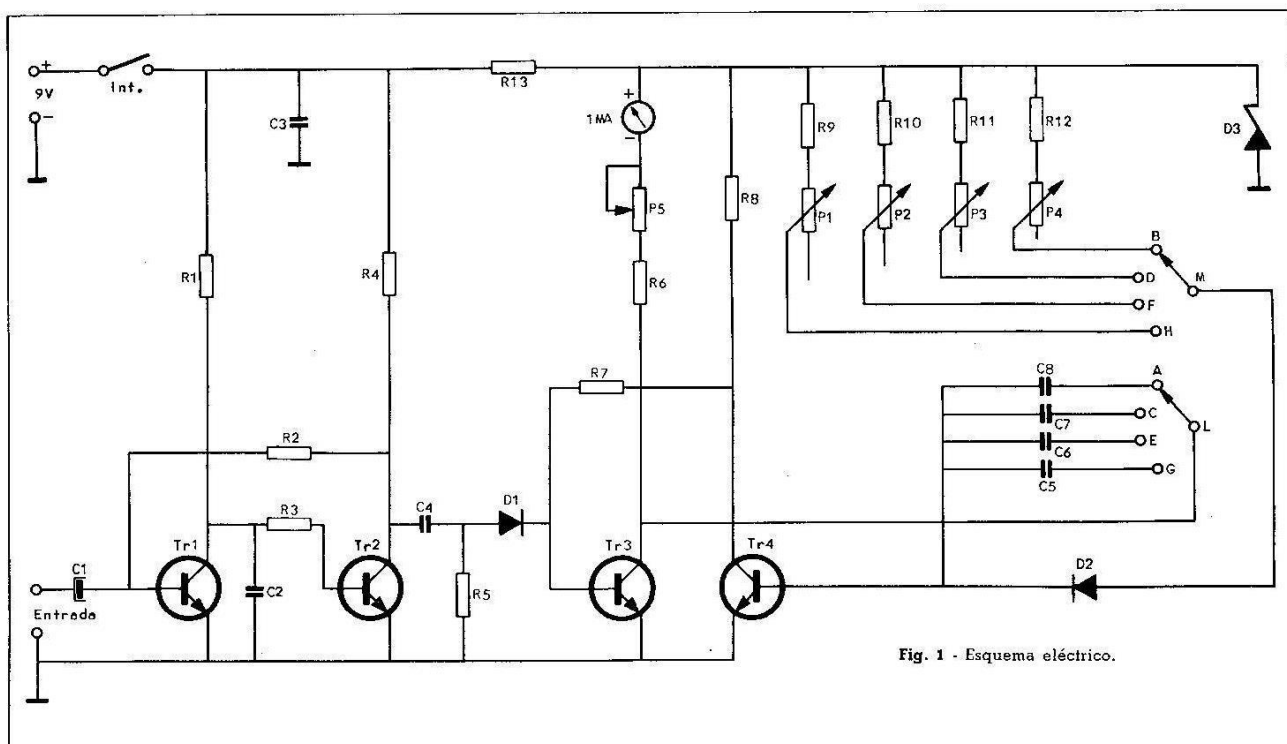 +
9V
-
int.
R13
C3
1MA
+
-
R9
R10
R11
R12
D3
P5
R8
P1
P2
P3
P4
R1
R4
R6
B
D
M
F
H
R7
C8
A
C7
C
L
C6
E
C5
G
R2
R3
C4
D1
Tr1
Tr2
Tr3
Tr4
C1
C2
R5
D2
Entrada
Fig. 1 - Esquema eléctrico.